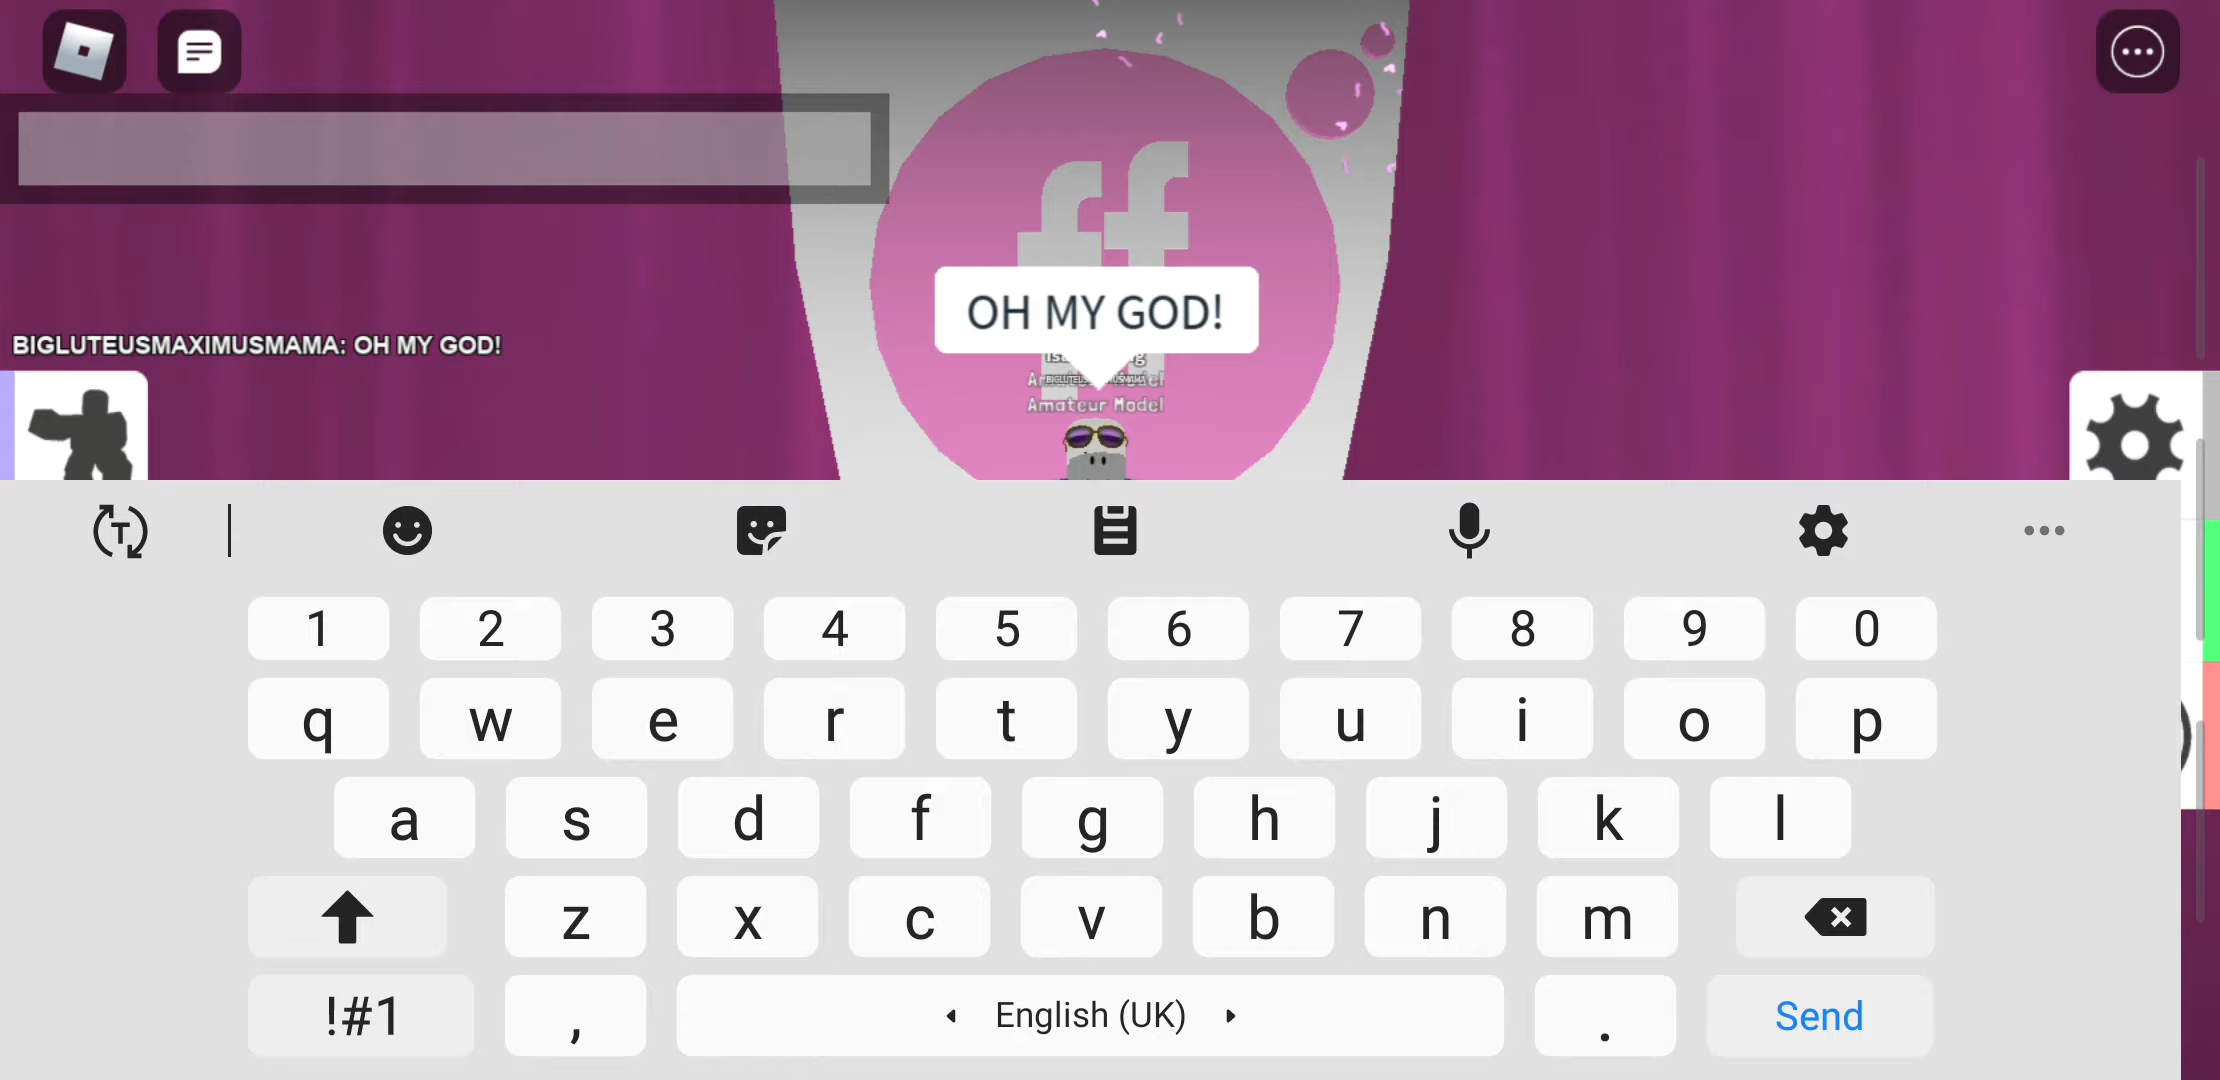 ff
OH MY GOD!
BIGLUTEUSMAXIMUSMAMA: OH MY GOD!
Amateur Model
T
1 2 3 4 5 6 7 8 9 0
q w e r t y u i o p
a s d f g h j k l
z x c v b n m
!#1 , English (UK) . Send